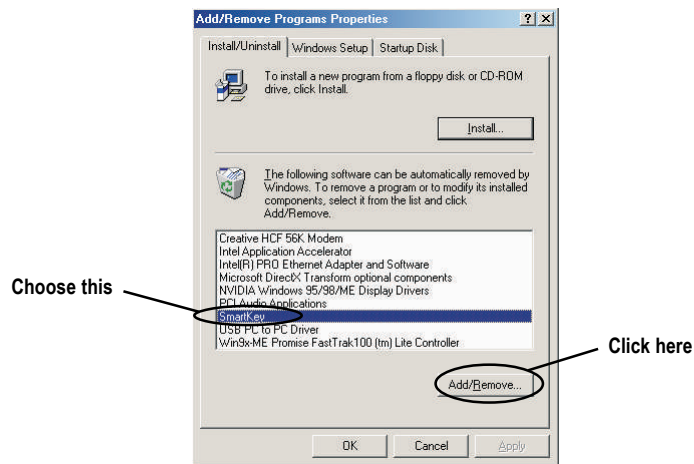 Add/Remove Programs Properties
Install/Uninstall Windows Setup Startup Disk
To install a new program from a floppy disk or CD-ROM
drive, click Install.
Install...
The following software can be automatically removed by
Windows. To remove a program or to modify its installed
components, select it from the list and click
Add/Remove.
Creative HCF 56K Modem
Intel Application Accelerator
Intel(R) PRO Ethernet Adapter and Software
Microsoft DirectX Transform optional components
NVIDIA Windows 95/98/ME Display Drivers
PCI Audio Applications
Choose this
SmartKey
USB PC to PC Driver
Win9x-ME Promise FastTrak100 (tm) Lite Controller
Click here
Add/Remove...
OK Cancel Apply